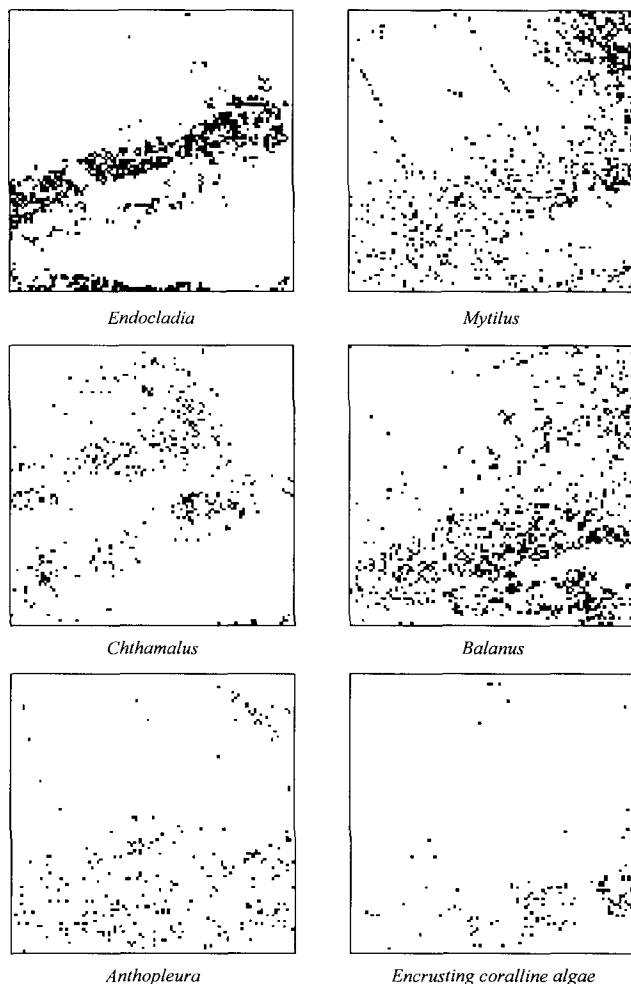 Endocladia
Mytilus
Chthamalus
Balanus
Anthopleura
Encrusting coralline algae